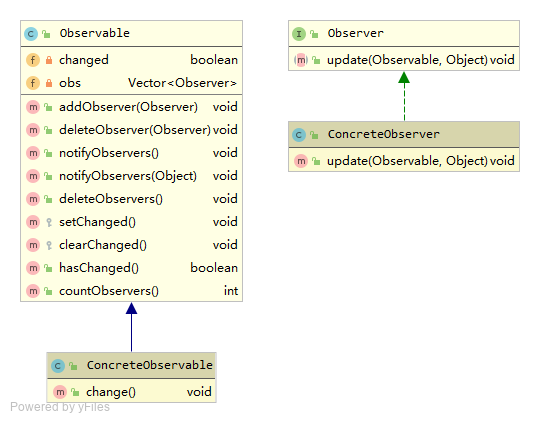 C Observable
f changed boolean
f obs Vector<Observer>
m addObserver(Observer) void
m deleteObserver(Observer) void
m notifyObservers() void
m notifyObservers(Object) void
m deleteObservers() void
m setChanged() void
m clearChanged() void
m hasChanged() boolean
m countObservers() int
C ConcreteObservable
m change() void
I Observer
m update(Observable, Object) void
C ConcreteObserver
m update(Observable, Object) void
Powered by yFiles